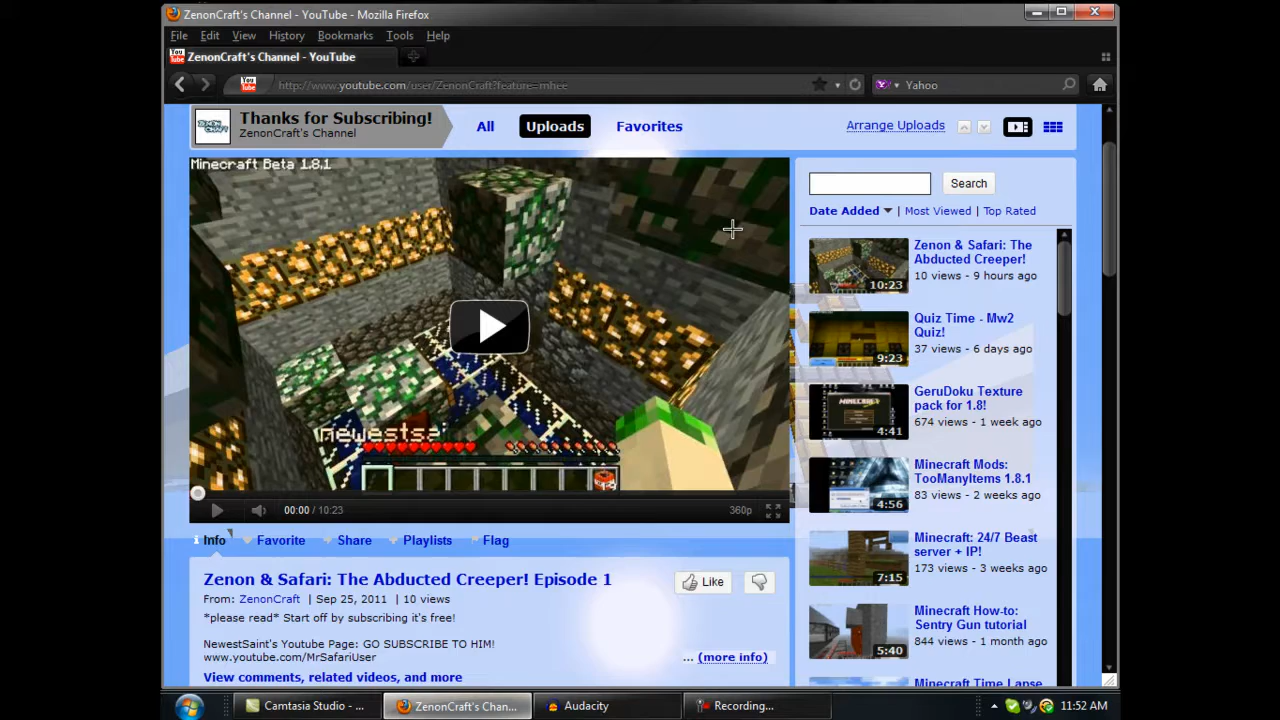 ZenonCraft's Channel - YouTube - Mozilla Firefox
File Edit View History Bookmarks Tools Help
You Tube ZenonCraft's Channel - YouTube
You Tube http://www.youtube.com/user/ZenonCraft?feature=mhee Yahoo
Thanks for Subscribing!
ZenonCraft's Channel
All Uploads Favorites Arrange Uploads
Minecraft Beta 1.8.1
newestsai
00:00 / 10:23 360p
Search
Date Added | Most Viewed | Top Rated
Zenon & Safari: The
Abducted Creeper!
10 views - 9 hours ago
10:23
Quiz Time - Mw2
Quiz!
37 views - 6 days ago
9:23
GeruDoku Texture
pack for 1.8!
674 views - 1 week ago
4:41
Minecraft Mods:
TooManyItems 1.8.1
83 views - 2 weeks ago
4:56
Minecraft: 24/7 Beast
server + IP!
173 views - 3 weeks ago
7:15
Minecraft How-to:
Sentry Gun tutorial
844 views - 1 month ago
5:40
Minecraft Time Lapse
Info Favorite Share Playlists Flag
Zenon & Safari: The Abducted Creeper! Episode 1
Like
From: ZenonCraft | Sep 25, 2011 | 10 views
*please read* Start off by subscribing it's free!
NewestSaint's Youtube Page: GO SUBSCRIBE TO HIM!
www.youtube.com/MrSafariUser
... (more info)
View comments, related videos, and more
Camtasia Studio - ... ZenonCraft's Chan... Audacity Recording... 11:52 AM